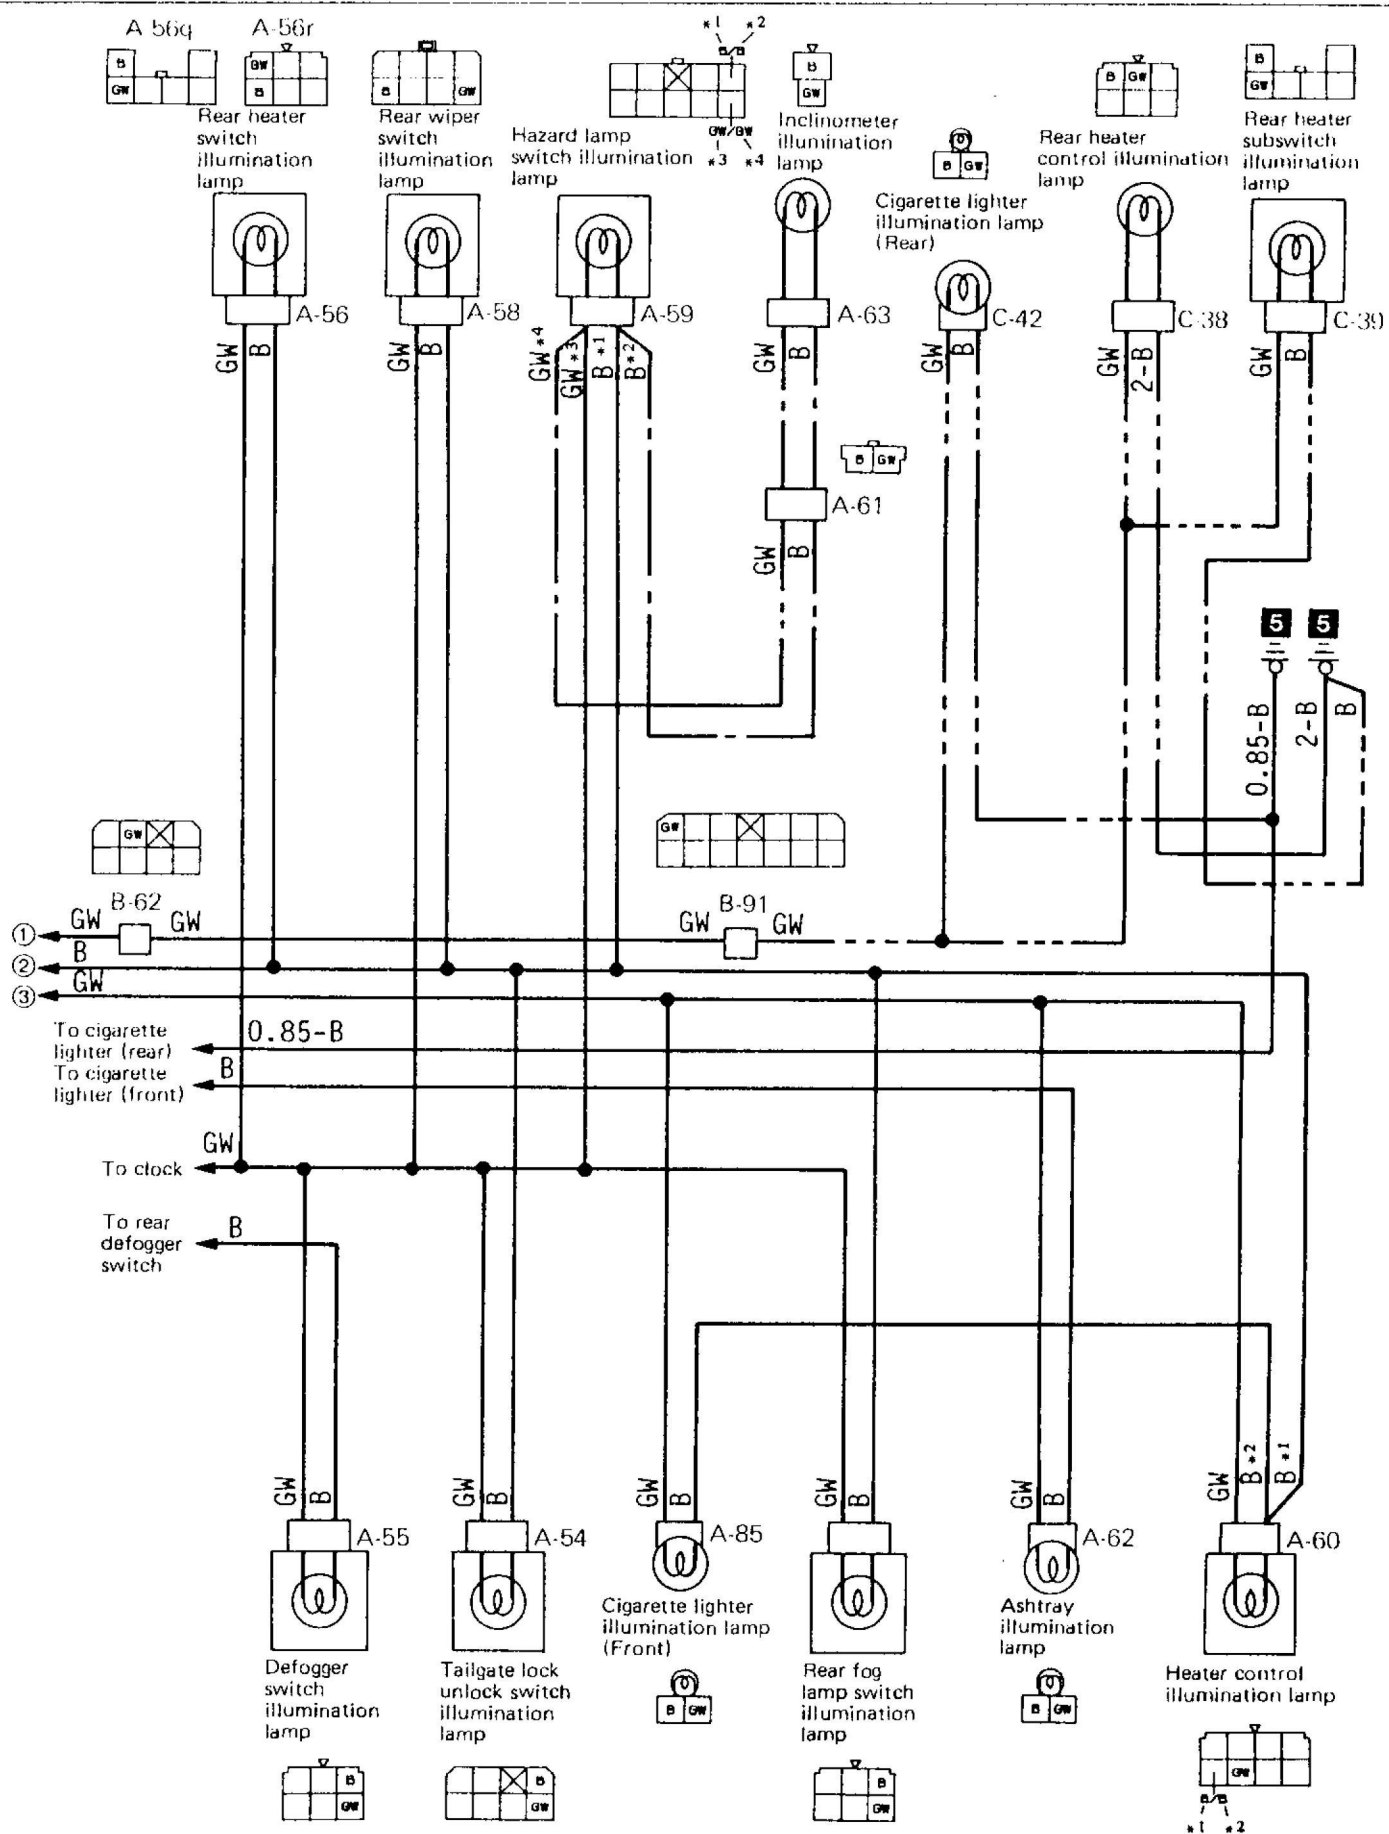 A-56q
A-56r
*1 *2
B
GW
GW
B
B
GW
B
GW
B GW
B
GW
Rear heater
switch
illumination
lamp
Rear wiper
switch
illumination
lamp
Hazard lamp
switch illumination
lamp
GW/GW
*3 *4
Inclinometer
illumination
lamp
B GW
Cigarette lighter
illumination lamp
(Rear)
Rear heater
control illumination
lamp
Rear heater
subswitch
illumination
lamp
A-56
A-58
A-59
A-63
C-42
C-38
C-39
GW
B
GW
B
GW*4
GW*3
B*1
B*2
GW
B
GW
B
GW
2-B
GW
B
B GW
A-61
GW
B
5
5
0.85-B
2-B
B
GW
GW
B-62
B-91
① GW GW GW GW
② B
③ GW
To cigarette
lighter (rear)
0.85-B
To cigarette
lighter (front)
B
GW
To clock
To rear
defogger
switch
B
GW
B
GW
B
GW
B
GW
B
GW
B
GW
B*2
B*1
A-55
A-54
A-85
A-62
A-60
Defogger
switch
illumination
lamp
Tailgate lock
unlock switch
illumination
lamp
Cigarette lighter
illumination lamp
(Front)
Rear fog
lamp switch
illumination
lamp
Ashtray
illumination
lamp
Heater control
illumination lamp
B
GW
B
GW
B GW
B
GW
B GW
GW
B/B
*1 *2